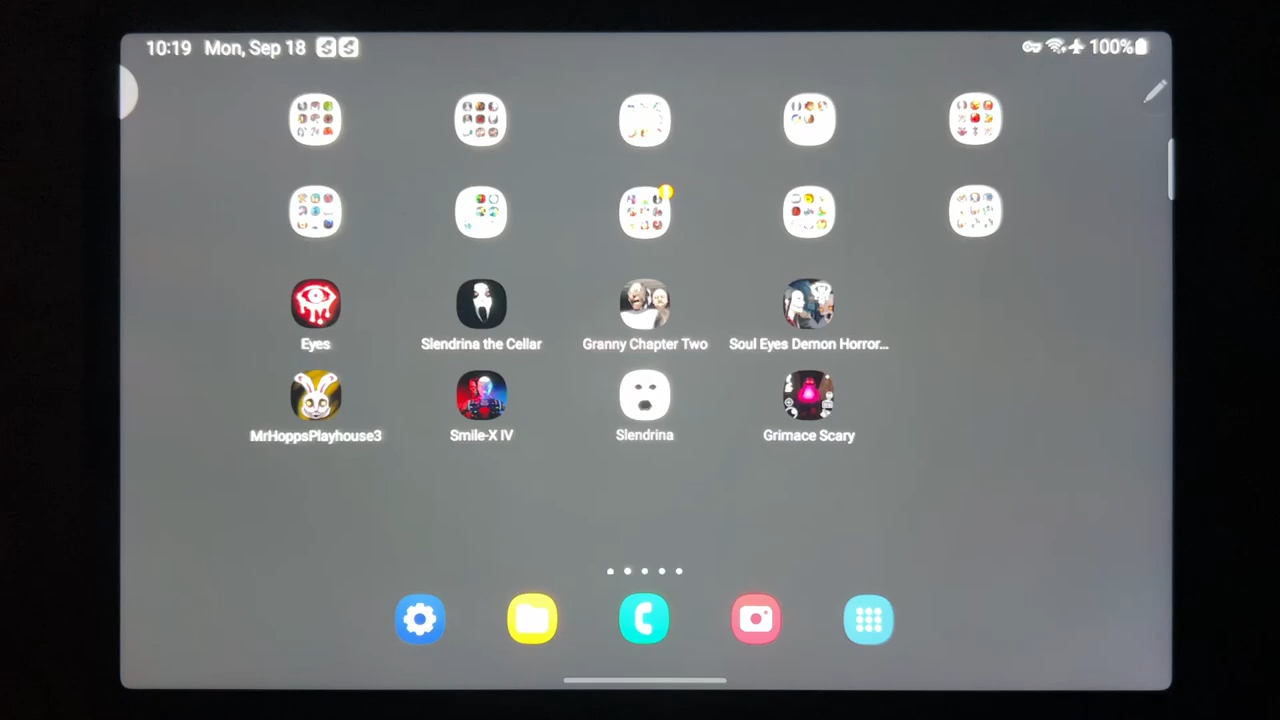 10:19 Mon, Sep 18 100%
Eyes
Slendrina the Cellar
Granny Chapter Two
Soul Eyes Demon Horror...
MrHoppsPlayhouse3
Smile-X IV
Slendrina
Grimace Scary